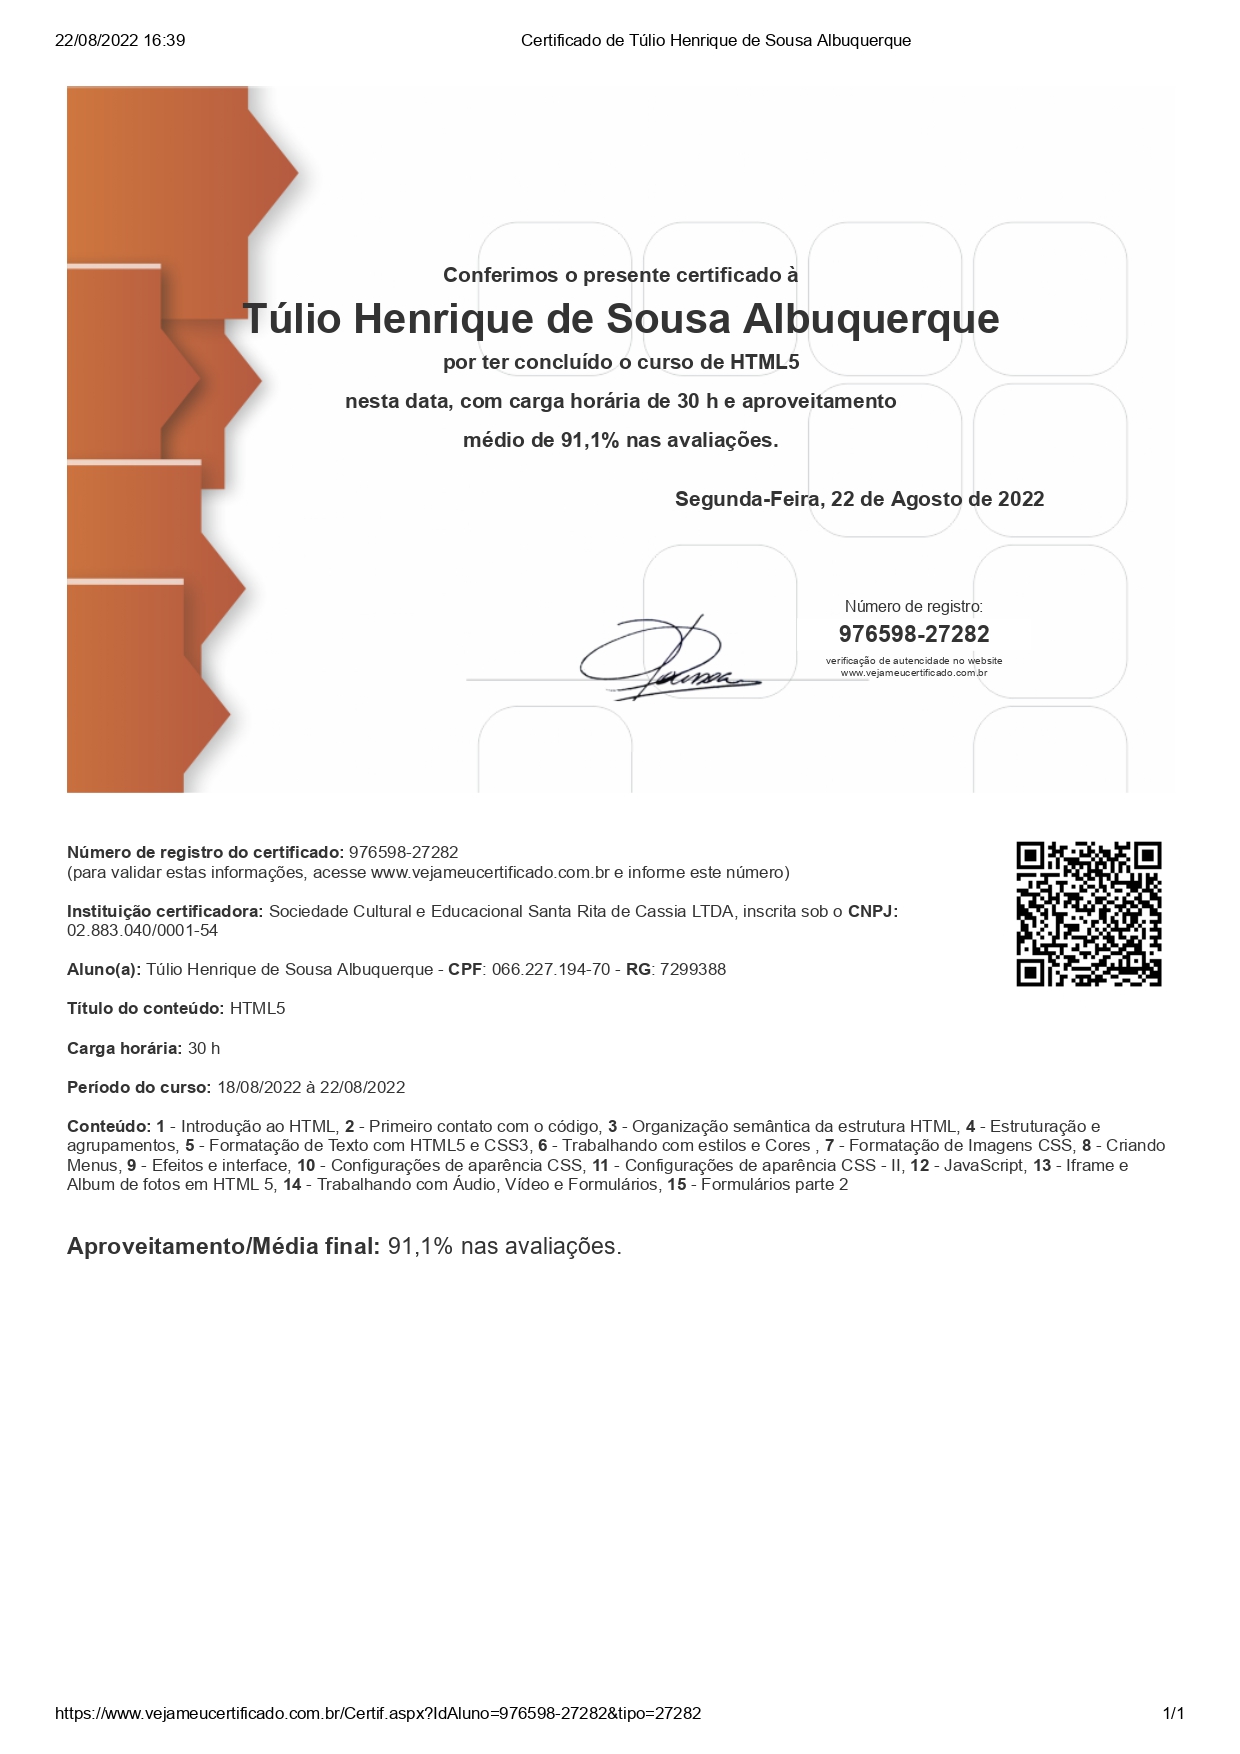 22/08/2022 16:39
Certificado de Túlio Henrique de Sousa Albuquerque
Conferimos o presente certificado à
Túlio Henrique de Sousa Albuquerque
por ter concluído o curso de HTML5
nesta data, com carga horária de 30 h e aproveitamento
médio de 91,1% nas avaliações.
Segunda-Feira, 22 de Agosto de 2022
Número de registro:
976598-27282
verificação de autencidade no website
www.vejameucertificado.com.br
Número de registro do certificado: 976598-27282
(para validar estas informações, acesse www.vejameucertificado.com.br e informe este número)
Instituição certificadora: Sociedade Cultural e Educacional Santa Rita de Cassia LTDA, inscrita sob o CNPJ:
02.883.040/0001-54
Aluno(a): Túlio Henrique de Sousa Albuquerque - CPF: 066.227.194-70 - RG: 7299388
Título do conteúdo: HTML5
Carga horária: 30 h
Período do curso: 18/08/2022 à 22/08/2022
Conteúdo: 1 - Introdução ao HTML, 2 - Primeiro contato com o código, 3 - Organização semântica da estrutura HTML, 4 - Estruturação e
agrupamentos, 5 - Formatação de Texto com HTML5 e CSS3, 6 - Trabalhando com estilos e Cores , 7 - Formatação de Imagens CSS, 8 - Criando
Menus, 9 - Efeitos e interface, 10 - Configurações de aparência CSS, 11 - Configurações de aparência CSS - II, 12 - JavaScript, 13 - Iframe e
Album de fotos em HTML 5, 14 - Trabalhando com Áudio, Vídeo e Formulários, 15 - Formulários parte 2
Aproveitamento/Média final: 91,1% nas avaliações.
https://www.vejameucertificado.com.br/Certif.aspx?IdAluno=976598-27282&tipo=27282
1/1